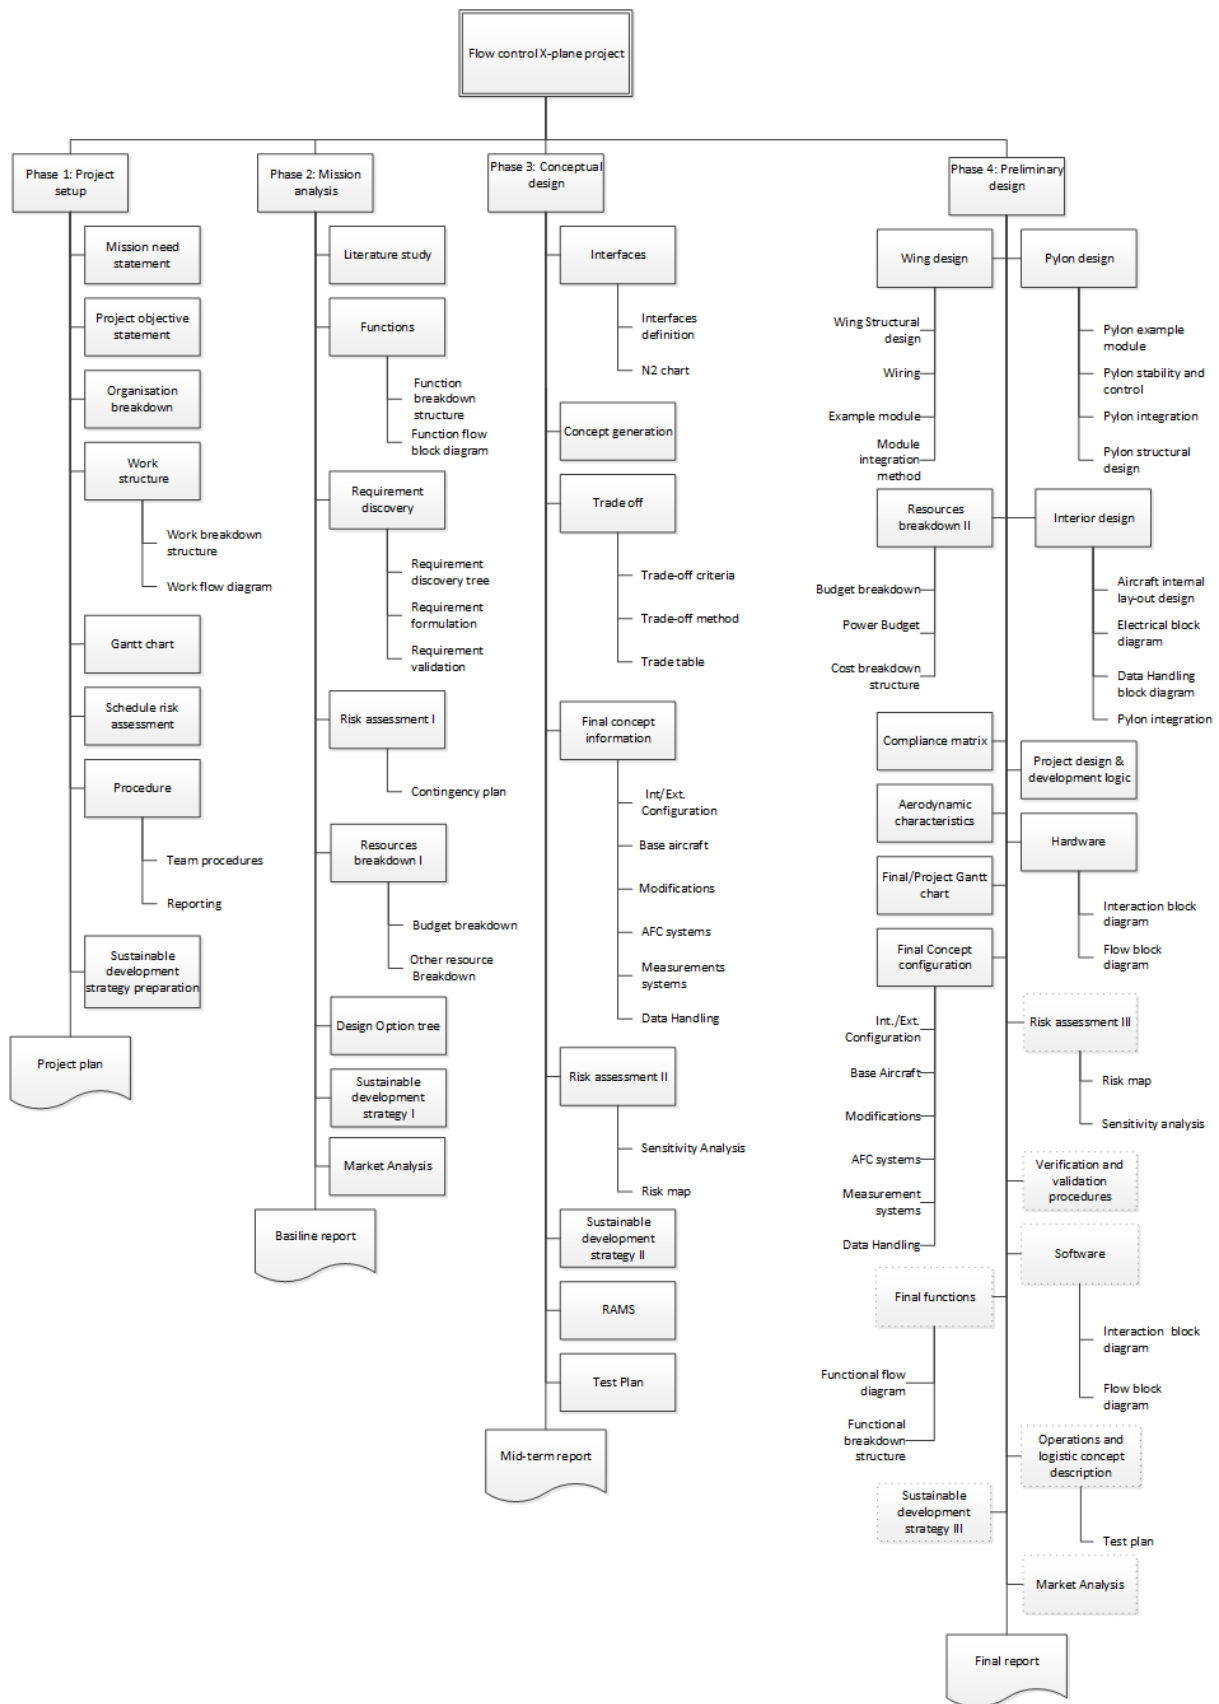 Flow control X-plane project
Phase 1: Project
setup
Mission need
statement
Project objective
statement
Organisation
breakdown
Work
structure
Work breakdown
structure
Work flow diagram
Gantt chart
Schedule risk
assessment
Procedure
Team procedures
Reporting
Sustainable
development
strategy preparation
Project plan
Phase 2: Mission
analysis
Literature study
Functions
Function
breakdown
structure
Function flow
block diagram
Requirement
discovery
Requirement
discovery tree
Requirement
formulation
Requirement
validation
Risk assessment I
Contingency plan
Resources
breakdown I
Budget breakdown
Other resource
Breakdown
Design Option tree
Sustainable
development
strategy I
Market Analysis
Basiline report
Phase 3: Conceptual
design
Interfaces
Interfaces
definition
N2 chart
Concept generation
Trade off
Trade-off criteria
Trade-off method
Trade table
Final concept
information
Int/Ext.
Configuration
Base aircraft
Modifications
AFC systems
Measurements
systems
Data Handling
Risk assessment II
Sensitivity Analysis
Risk map
Sustainable
development
strategy II
RAMS
Test Plan
Mid-term report
Phase 4: Preliminary
design
Wing design
Wing Structural
design
Wiring
Example module
Module
integration
method
Resources
breakdown II
Budget breakdown
Power Budget
Cost breakdown
structure
Compliance matrix
Aerodynamic
characteristics
Final/Project Gantt
chart
Final Concept
configuration
Int./Ext.
Configuration
Base Aircraft
Modifications
AFC systems
Measurement
systems
Data Handling
Final functions
Functional flow
diagram
Functional
breakdown
structure
Sustainable
development
strategy III
Pylon design
Pylon example
module
Pylon stability and
control
Pylon integration
Pylon structural
design
Interior design
Aircraft internal
lay-out design
Electrical block
diagram
Data Handling
block diagram
Pylon integration
Project design &
development logic
Hardware
Interaction block
diagram
Flow block
diagram
Risk assessment III
Risk map
Sensitivity analysis
Verification and
validation
procedures
Software
Interaction block
diagram
Flow block
diagram
Operations and
logistic concept
description
Test plan
Market Analysis
Final report